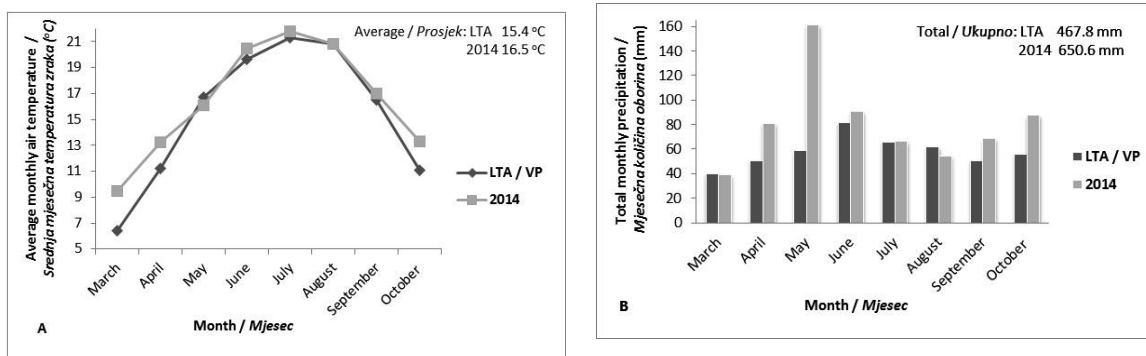 Average monthly air temperature /
Srednja mjesečna temperatura zraka (°C)
21
19
17
15
13
11
9
7
5
Average / Prosjek: LTA 15.4 °C
2014 16.5 °C
LTA / VP
2014
March
April
May
June
July
August
September
October
Month / Mjesec
A
Total monthly precipitation /
Mjesečna količina oborina (mm)
160
140
120
100
80
60
40
20
0
Total / Ukupno: LTA 467.8 mm
2014 650.6 mm
LTA / VP
2014
March
April
May
June
July
August
September
October
Month / Mjesec
B